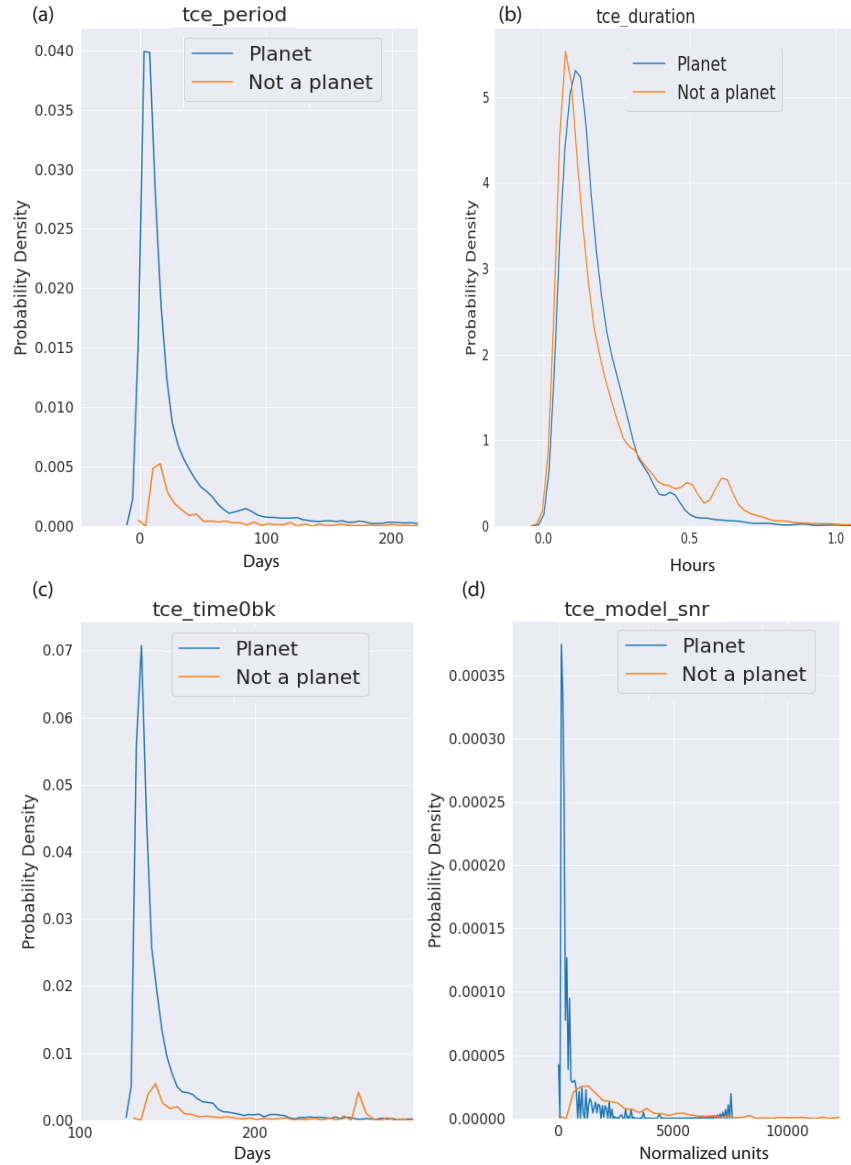 (a)
tce_period
Planet
Not a planet
0.040
0.035
0.030
0.025
0.020
0.015
0.010
0.005
0.000
Probability Density
0
100
200
Days
(b)
tce_duration
Planet
Not a planet
5
4
3
2
1
0
Probability Density
0.0
0.5
1.0
Hours
(c)
tce_time0bk
Planet
Not a planet
0.07
0.06
0.05
0.04
0.03
0.02
0.01
0.00
Probability Density
100
200
Days
(d)
tce_model_snr
Planet
Not a planet
0.00035
0.00030
0.00025
0.00020
0.00015
0.00010
0.00005
0.00000
Probability Density
0
5000
10000
Normalized units